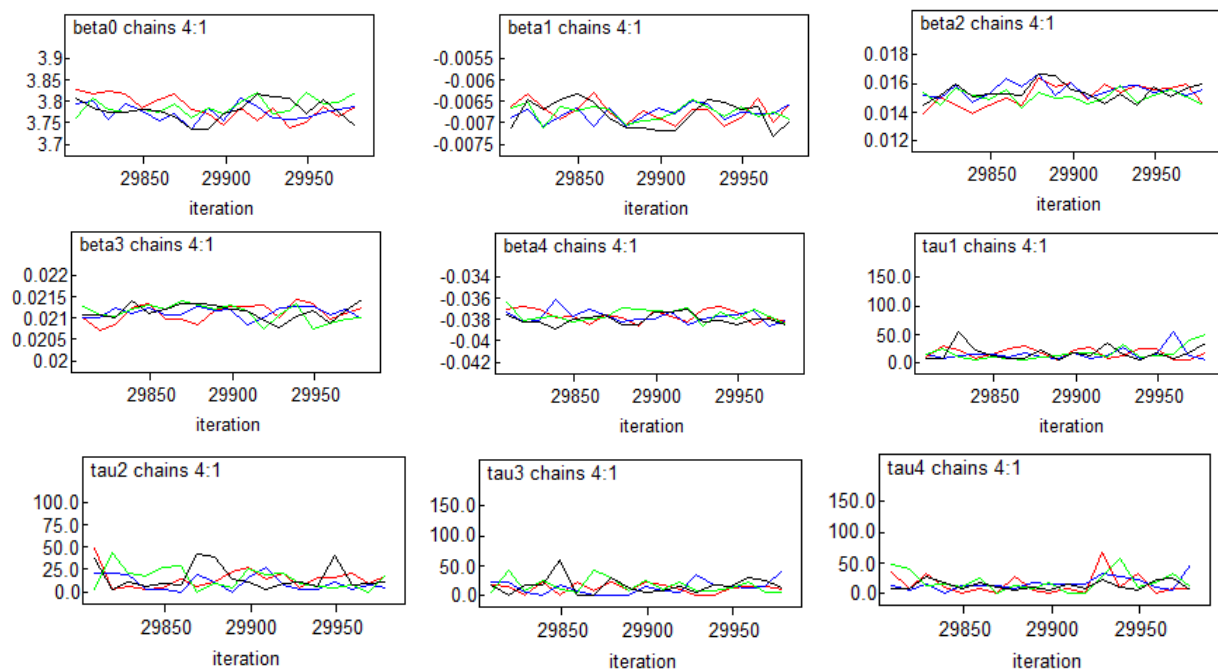 beta0 chains 4:1
3.9
3.8
3.75
3.7
29850 29900 29950
iteration
beta1 chains 4:1
-0.0055
-0.006
-0.0065
-0.007
-0.0075
29850 29900 29950
iteration
beta2 chains 4:1
0.018
0.016
0.014
0.012
29850 29900 29950
iteration
beta3 chains 4:1
0.022
0.0215
0.021
0.0205
0.02
29850 29900 29950
iteration
beta4 chains 4:1
-0.034
-0.036
-0.038
-0.04
-0.042
29850 29900 29950
iteration
tau1 chains 4:1
150.0
100.0
50.0
0.0
29850 29900 29950
iteration
tau2 chains 4:1
100.0
75.0
50.0
25.0
0.0
29850 29900 29950
iteration
tau3 chains 4:1
150.0
100.0
50.0
0.0
29850 29900 29950
iteration
tau4 chains 4:1
150.0
100.0
50.0
0.0
29850 29900 29950
iteration